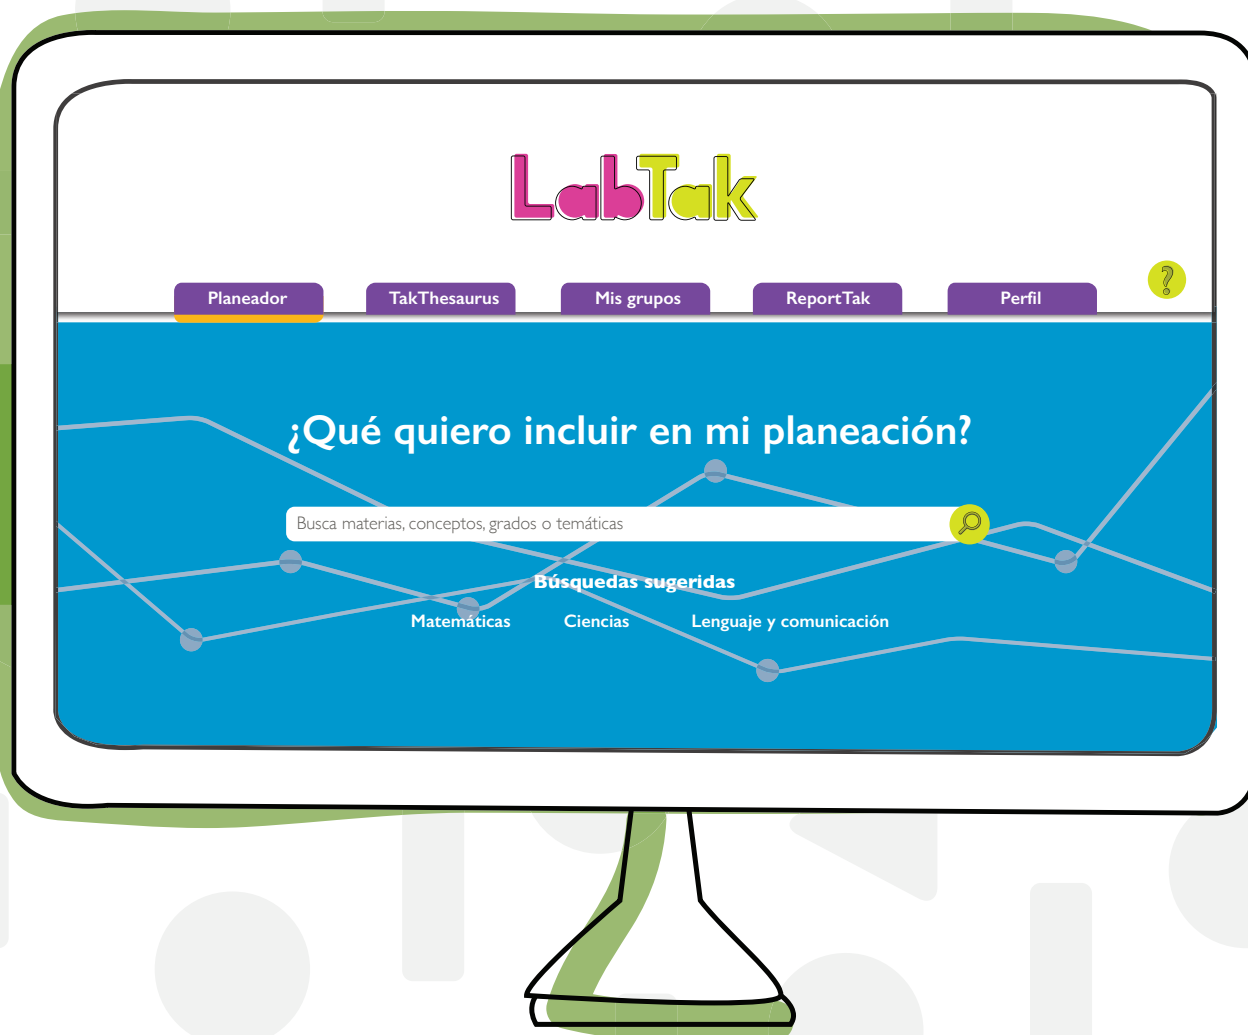 LabTak
?
Planeador TakThesaurus Mis grupos ReportTak Perfil
¿Qué quiero incluir en mi planeación?
Busca materias, conceptos, grados o temáticas
Búsquedas sugeridas
Matemáticas Ciencias Lenguaje y comunicación